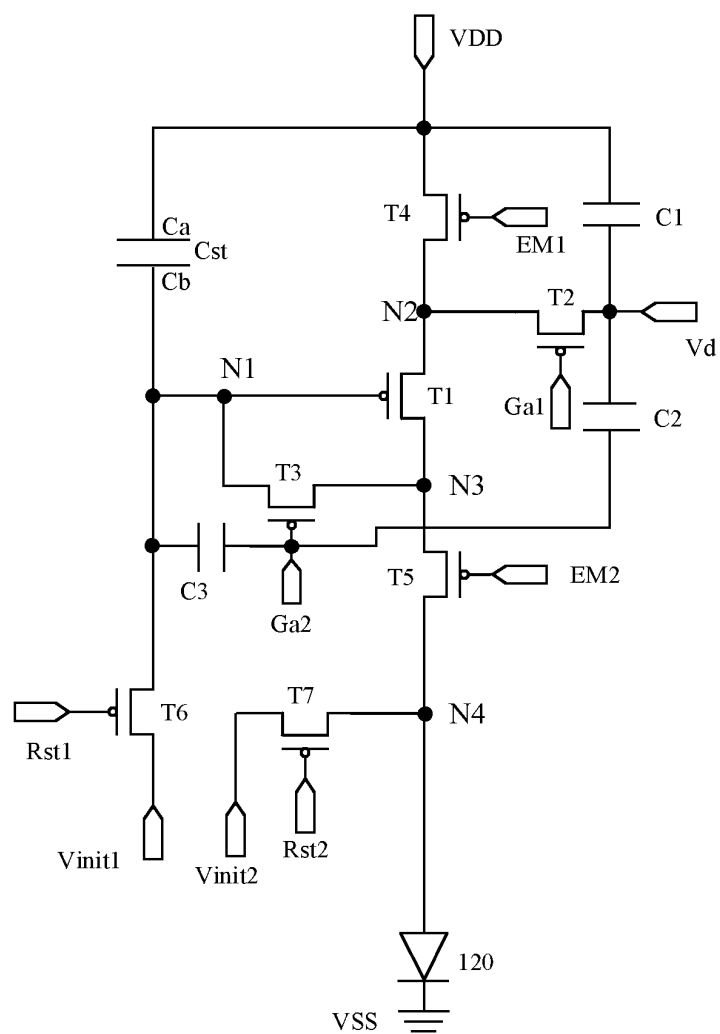 VDD
Ca
Cst
Cb
T4
EM1
C1
N2
T2
Vd
N1
T1
Ga1
C2
T3
N3
C3
Ga2
T5
EM2
T6
T7
N4
Rst1
Rst2
Vinit1
Vinit2
120
VSS